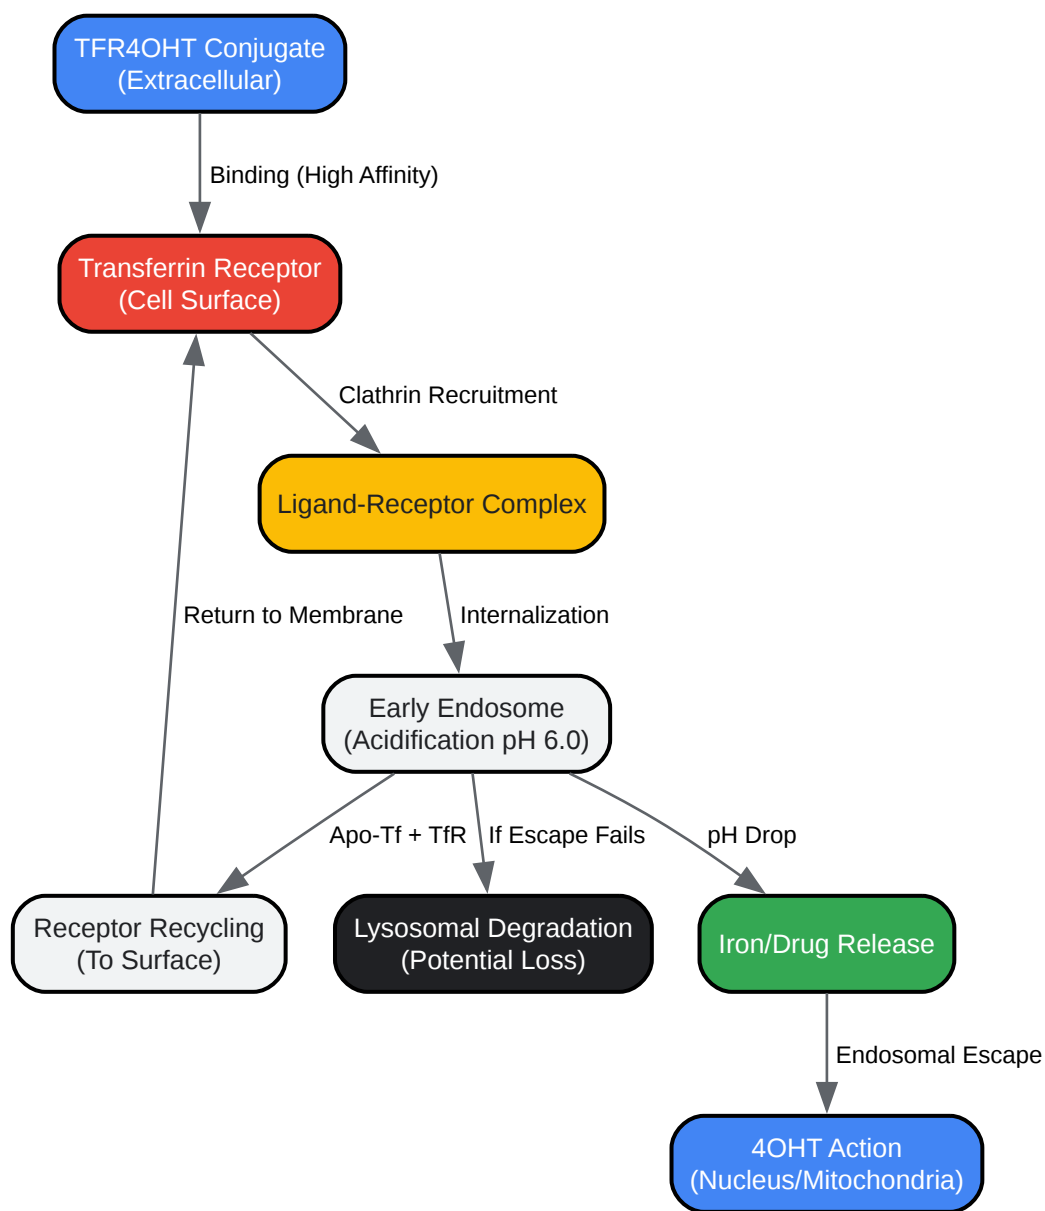 TFR4OHT Conjugate
(Extracellular)
Binding (High Affinity)
Transferrin Receptor
(Cell Surface)
Clathrin Recruitment
Ligand-Receptor Complex
Return to Membrane
Internalization
Early Endosome
(Acidification pH 6.0)
Apo-Tf + TfR
If Escape Fails
pH Drop
Receptor Recycling
(To Surface)
Lysosomal Degradation
(Potential Loss)
Iron/Drug Release
Endosomal Escape
4OHT Action
(Nucleus/Mitochondria)